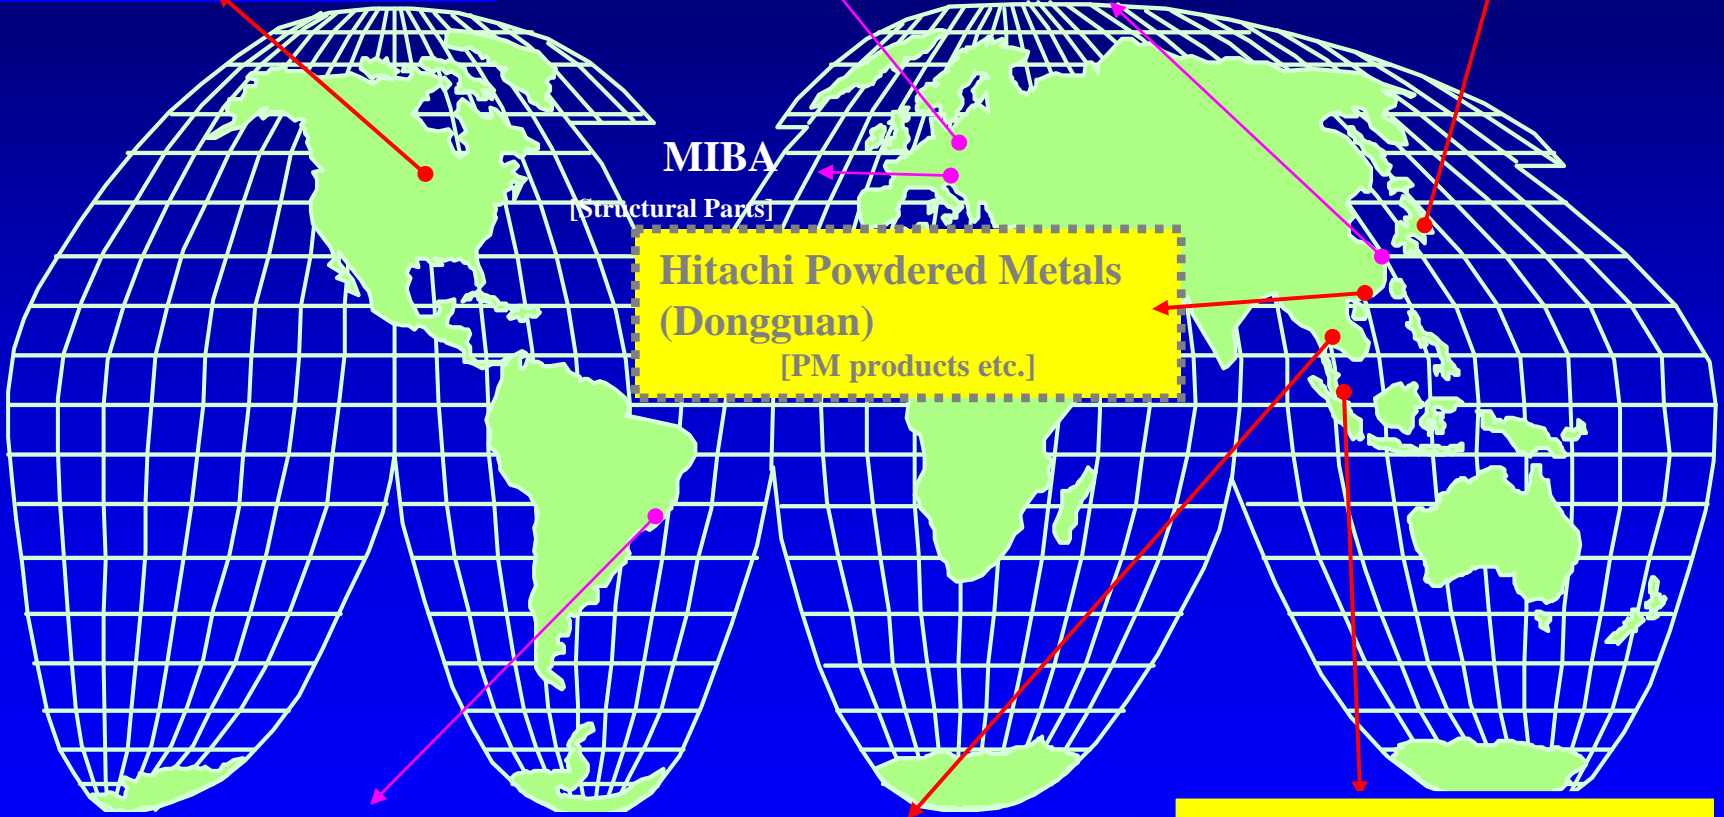 MIBA
[Structural Parts]
Hitachi Powdered Metals
(Dongguan)
[PM products etc.]